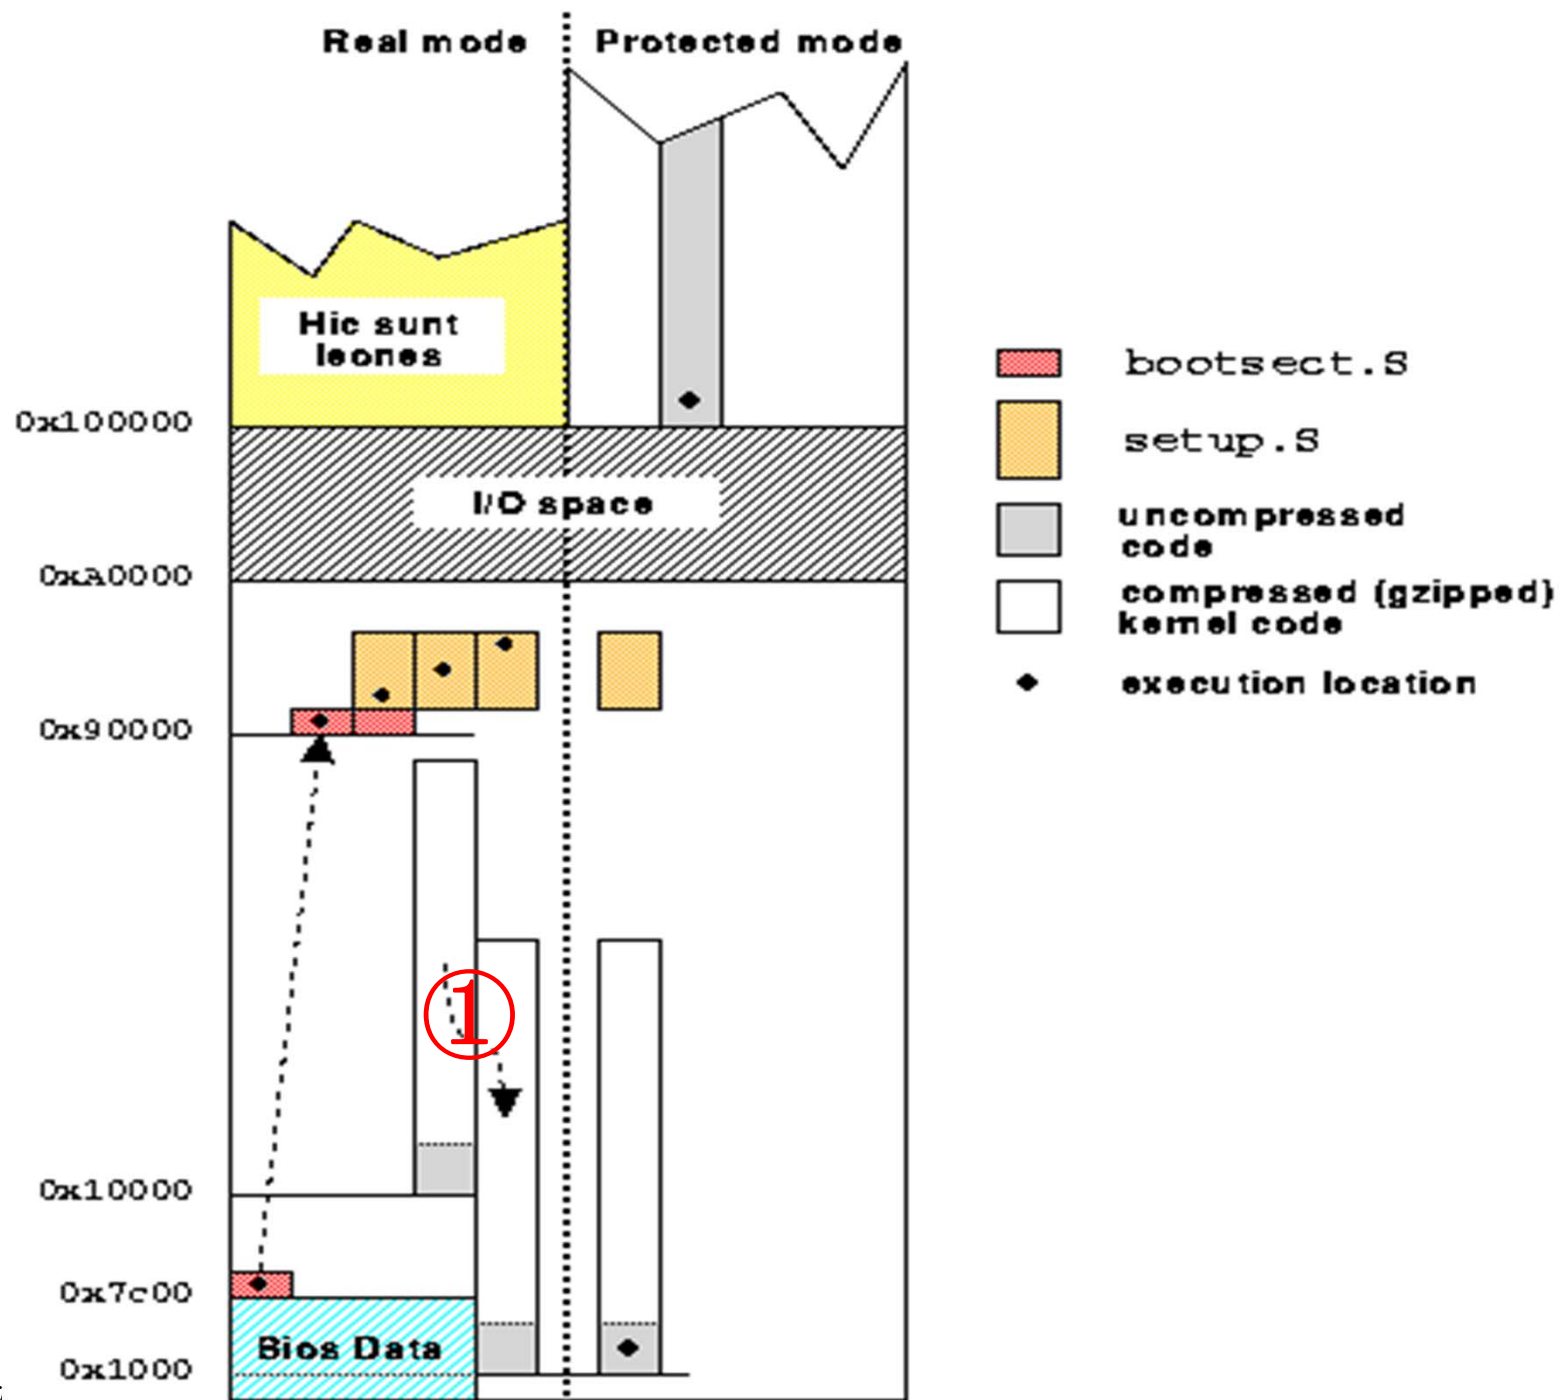 Real mode
Protected mode
Hic sunt
leones
0x100000
I/O space
0xA0000
0x90000
①
0x10000
0x7c00
Bios Data
0x1000
bootsect.S
setup.S
uncompressed
code
compressed (gzipped)
kernel code
execution location